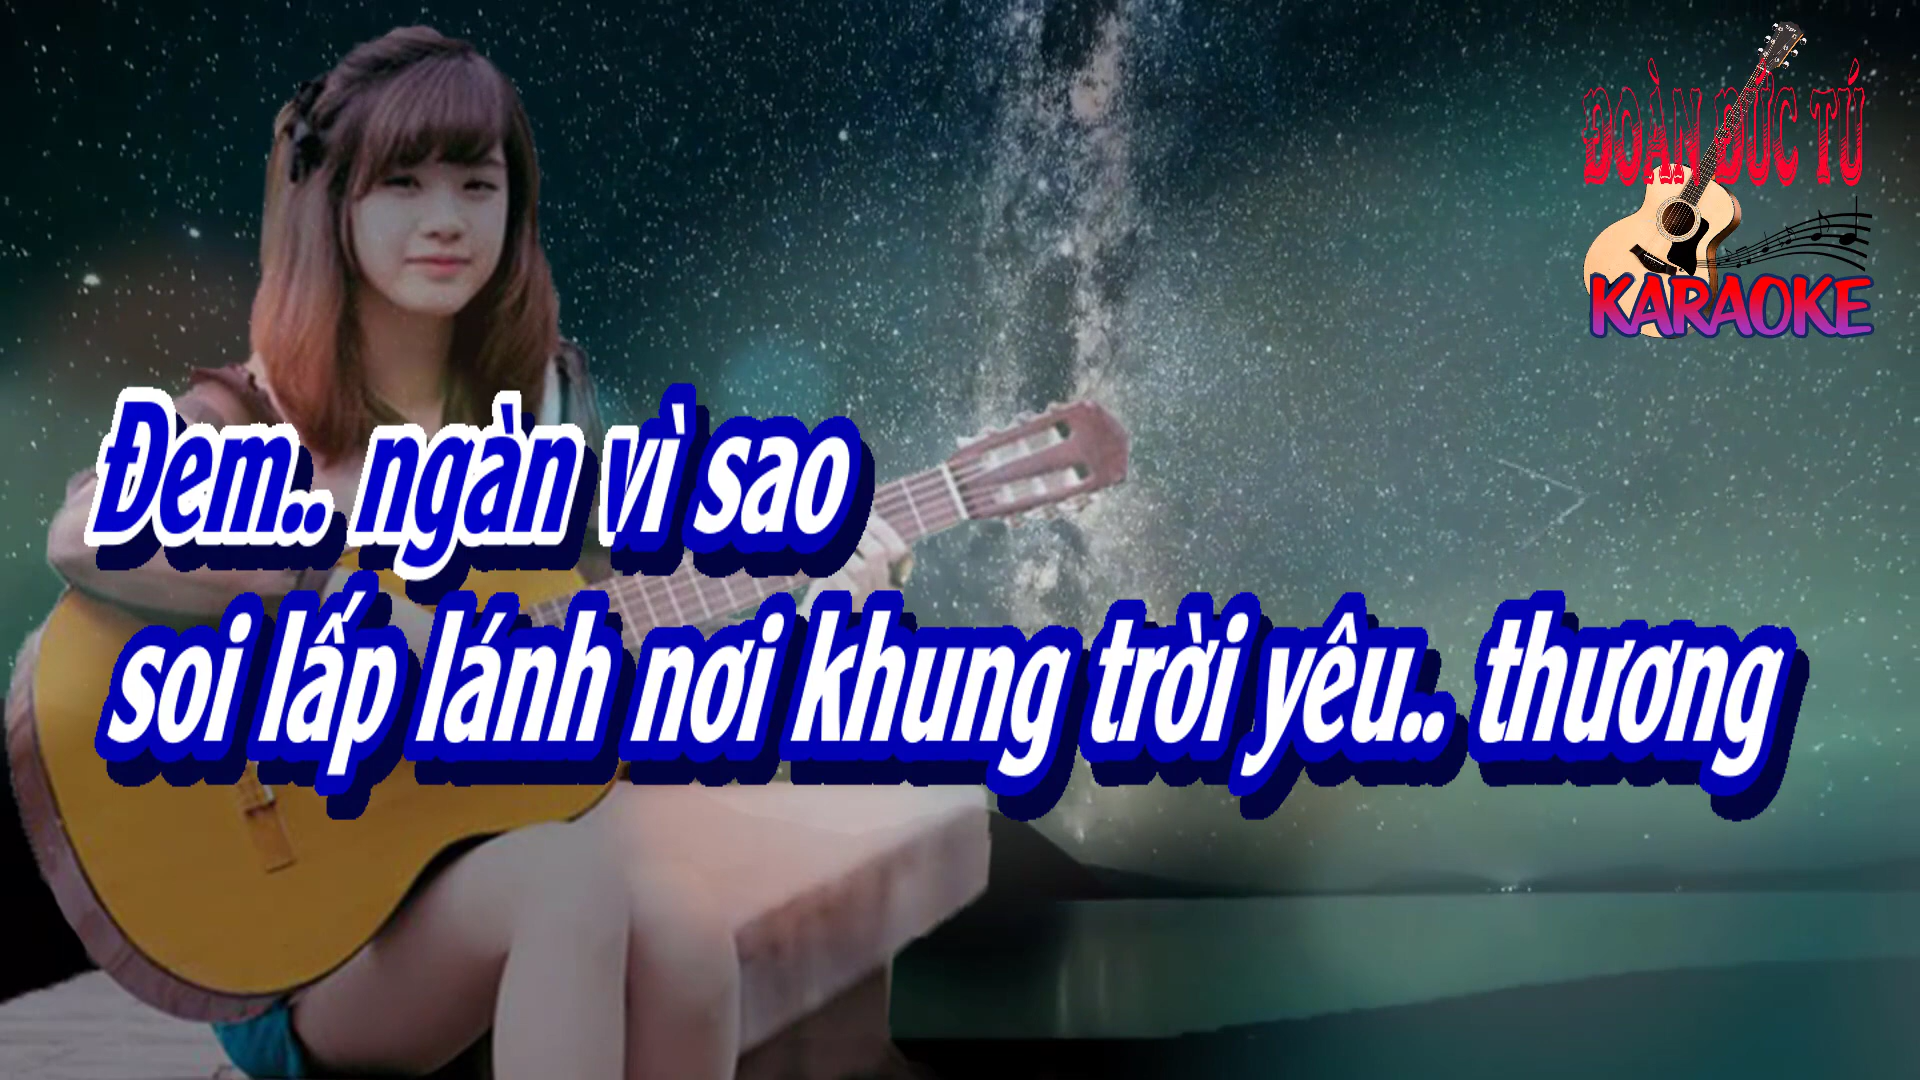 ĐOÀN ĐỨC TÚ
KARAOKE
Đem.. ngàn vì sao
soi lấp lánh nơi khung trời yêu.. thương